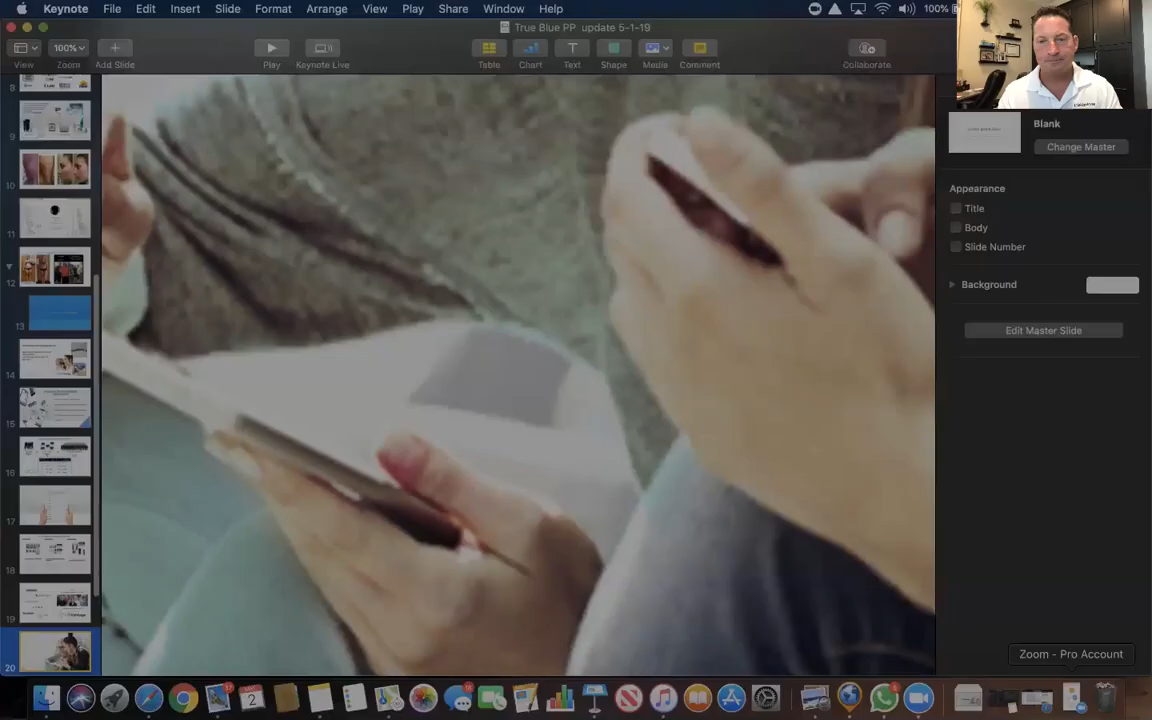 Keynote File Edit Insert Slide Format Arrange View Play Share Window Help 100%
True Blue PP update 5-1-19
100%
View Zoom Add Slide Play Keynote Live Table Chart Text Shape Media Comment Collaborate
8
9
10
11
12
13
14
15
16
17
18
19
20
Blank
Change Master
Appearance
Title
Body
Slide Number
Background
Edit Master Slide
Zoom - Pro Account
2